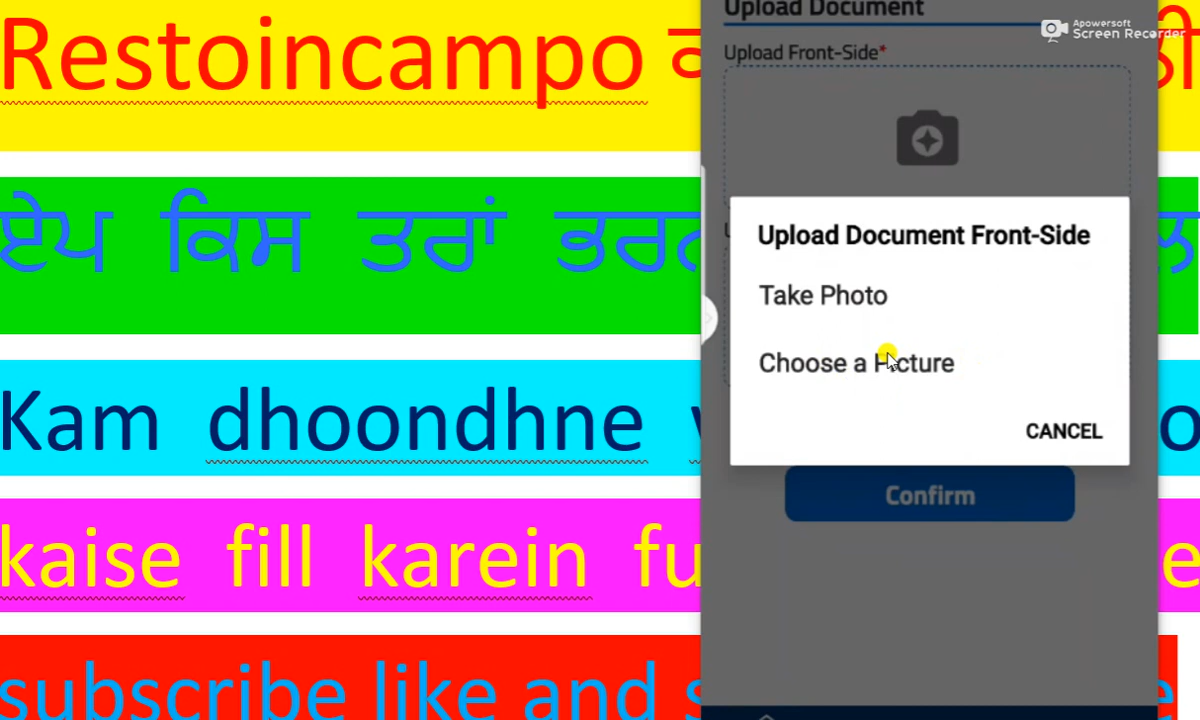 Restoincampo
ਏਪ ਕਿਸ ਤਰਾਂ
Kam dhoondhne
kaise fill karein
subscribe like and
Upload Document
Apowersoft
Screen Recorder
Upload Front-Side*
Upload Document Front-Side
Take Photo
Choose a Picture
CANCEL
Confirm